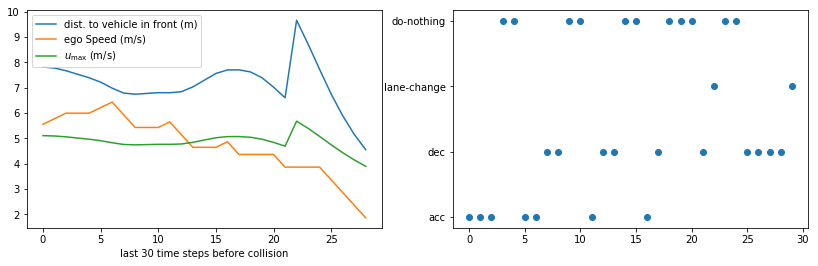 10
9
8
7
6
5
4
3
2
dist. to vehicle in front (m)
ego Speed (m/s)
u_max (m/s)
0 5 10 15 20 25
last 30 time steps before collision
do-nothing
lane-change
dec
acc
0 5 10 15 20 25 30